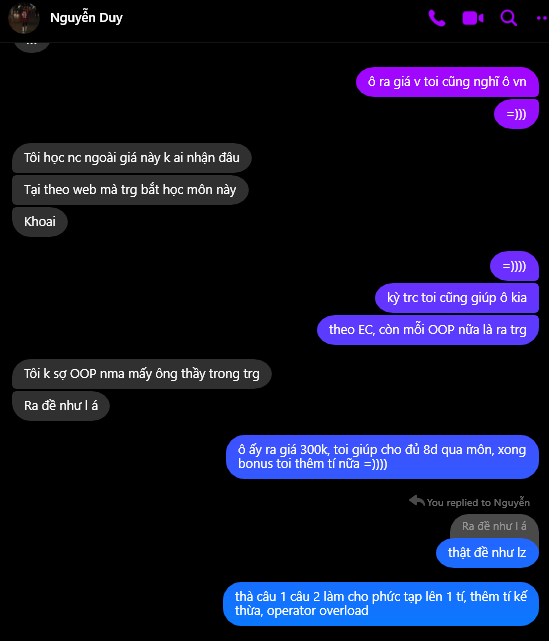 Nguyễn Duy
...
ô ra giá v toi cũng nghĩ ô vn
=)))
Tôi học nc ngoài giá này k ai nhận đâu
Tại theo web mà trg bắt học môn này
Khoai
=))))
kỳ trc toi cũng giúp ô kia
theo EC, còn mỗi OOP nữa là ra trg
Tôi k sợ OOP nma mấy ông thầy trong trg
Ra đề như l á
ô ấy ra giá 300k, toi giúp cho đủ 8d qua môn, xong
bonus toi thêm tí nữa =))))
You replied to Nguyễn
Ra đề như l á
thật đề như lz
thà câu 1 câu 2 làm cho phức tạp lên 1 tí, thêm tí kế
thừa, operator overload